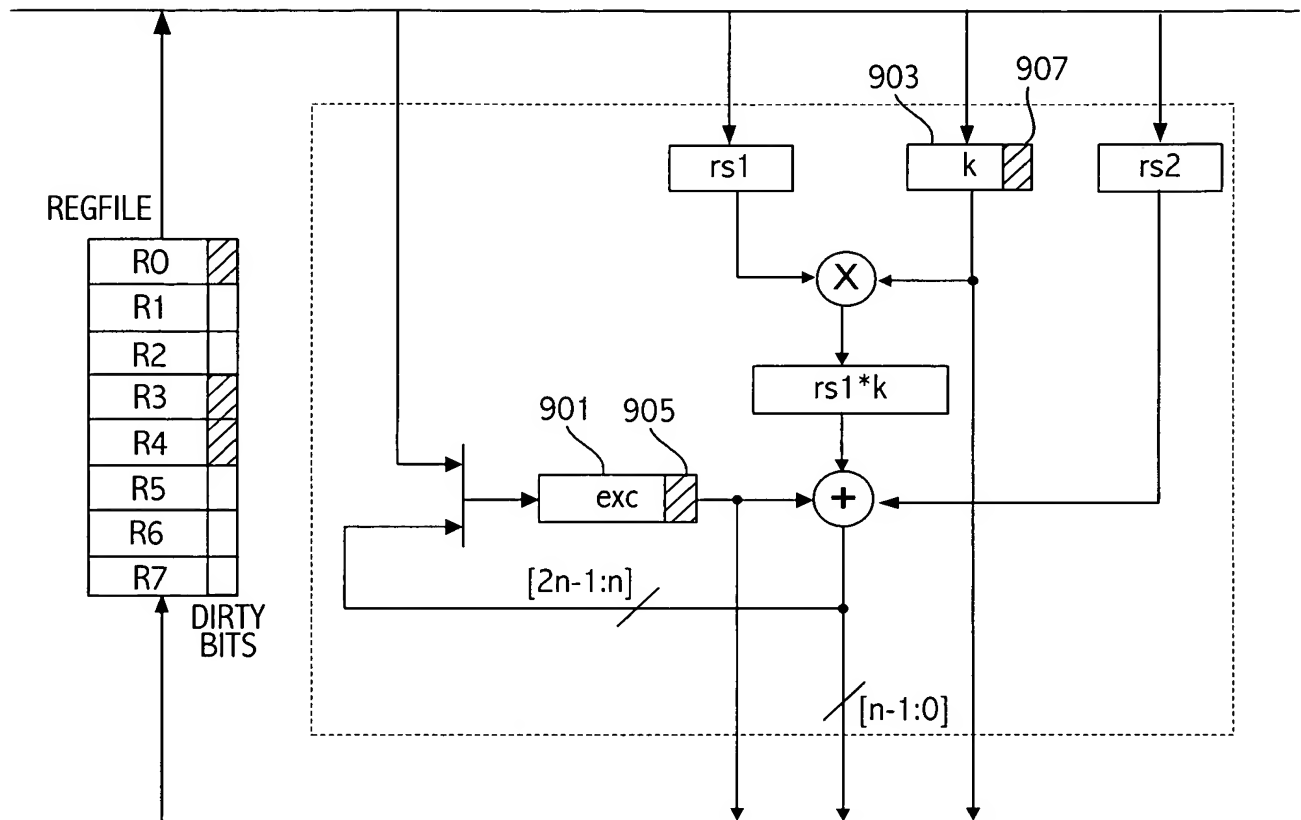 903
907
rs1
k
rs2
REGFILE
R0
R1
R2
R3
R4
R5
R6
R7
DIRTY
BITS
X
rs1*k
901
905
exc
+
[2n-1:n]
[n-1:0]